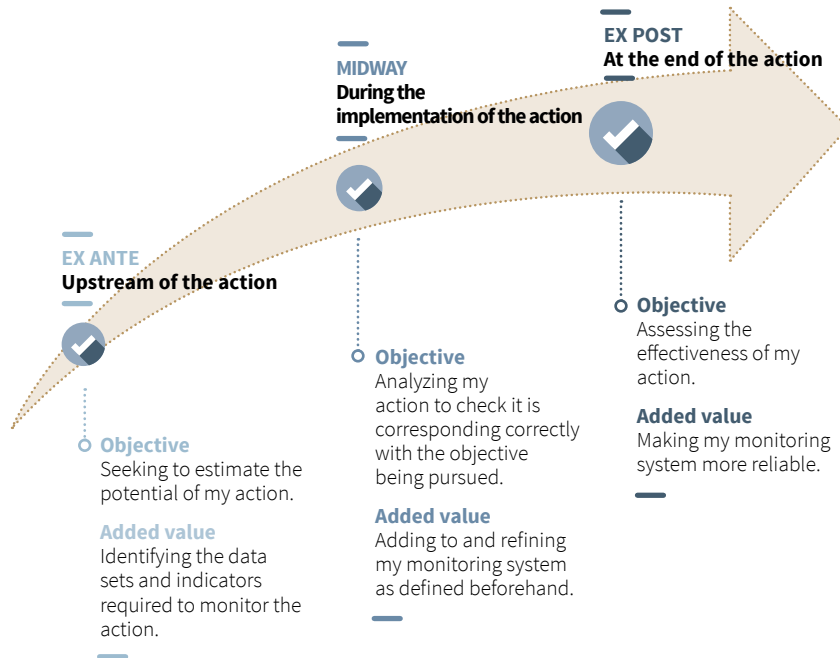 EX ANTE
Upstream of the action
Objective
Seeking to estimate the
potential of my action.
Added value
Identifying the data
sets and indicators
required to monitor the
action.
MIDWAY
During the
implementation of the action
Objective
Analyzing my
action to check it is
corresponding correctly
with the objective
being pursued.
Added value
Adding to and refining
my monitoring system
as defined beforehand.
EX POST
At the end of the action
Objective
Assessing the
effectiveness of my
action.
Added value
Making my monitoring
system more reliable.